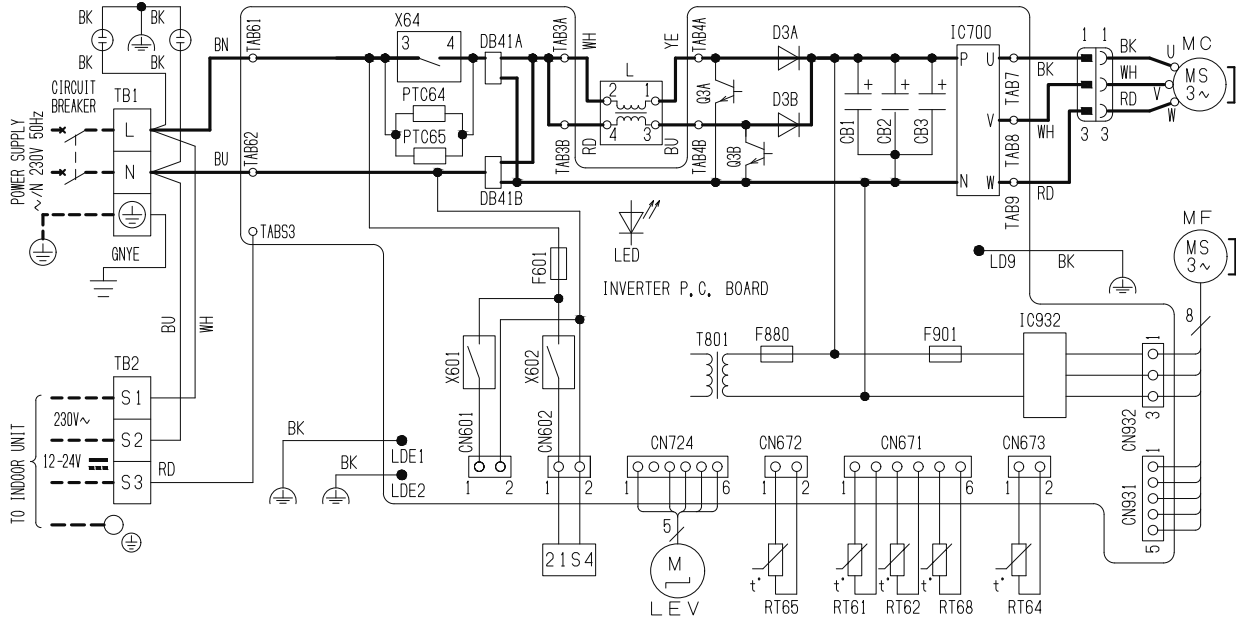 BK
BK
BK
BK
BN
TAB61
X64
3 4
DB41A
TAB3A
WH
YE
TAB4A
D3A
IC700
P U
TAB7
BK
1 1
BK
U
MC
WH
MS
3~
V
RD
W
CIRCUIT
BREAKER
TB1
L
2 1
L
Q3A
PTC64
PTC65
+
+
+
CB1
CB2
CB3
D3B
POWER SUPPLY
~/N 230V 50Hz
BU
TAB62
N
4 3
TAB3B
RD
BU
TAB4B
Q3B
V
TAB8
WH
3 3
DB41B
N W
TAB9
RD
GNYE
TABS3
LED
MF
MS
3~
LD9
BK
F601
INVERTER P.C. BOARD
BU
WH
8
TB2
S1
S2
S3
230V~
12-24V
RD
TO INDOOR UNIT
X601
X602
T801
F880
F901
IC932
1
3
CN932
BK
LDE1
BK
LDE2
CN601
1 2
CN602
1 2
CN724
1 6
CN672
1 2
CN671
1 6
CN673
1 2
CN931
1
5
21S4
5
M
LEV
t°
RT65
t°
RT61
t°
RT62
t°
RT68
t°
RT64